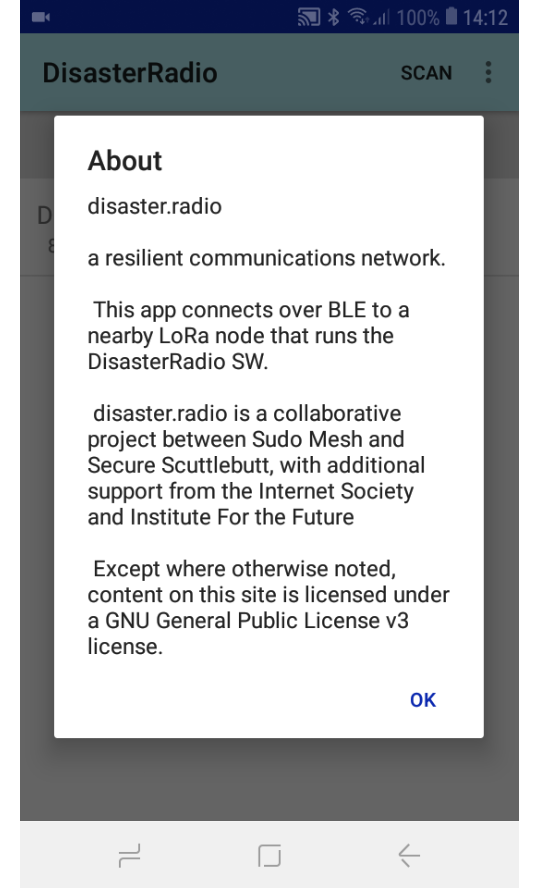 100% 14:12
DisasterRadio SCAN
About
disaster.radio
a resilient communications network.
This app connects over BLE to a
nearby LoRa node that runs the
DisasterRadio SW.
disaster.radio is a collaborative
project between Sudo Mesh and
Secure Scuttlebutt, with additional
support from the Internet Society
and Institute For the Future
Except where otherwise noted,
content on this site is licensed under
a GNU General Public License v3
license.
OK
D